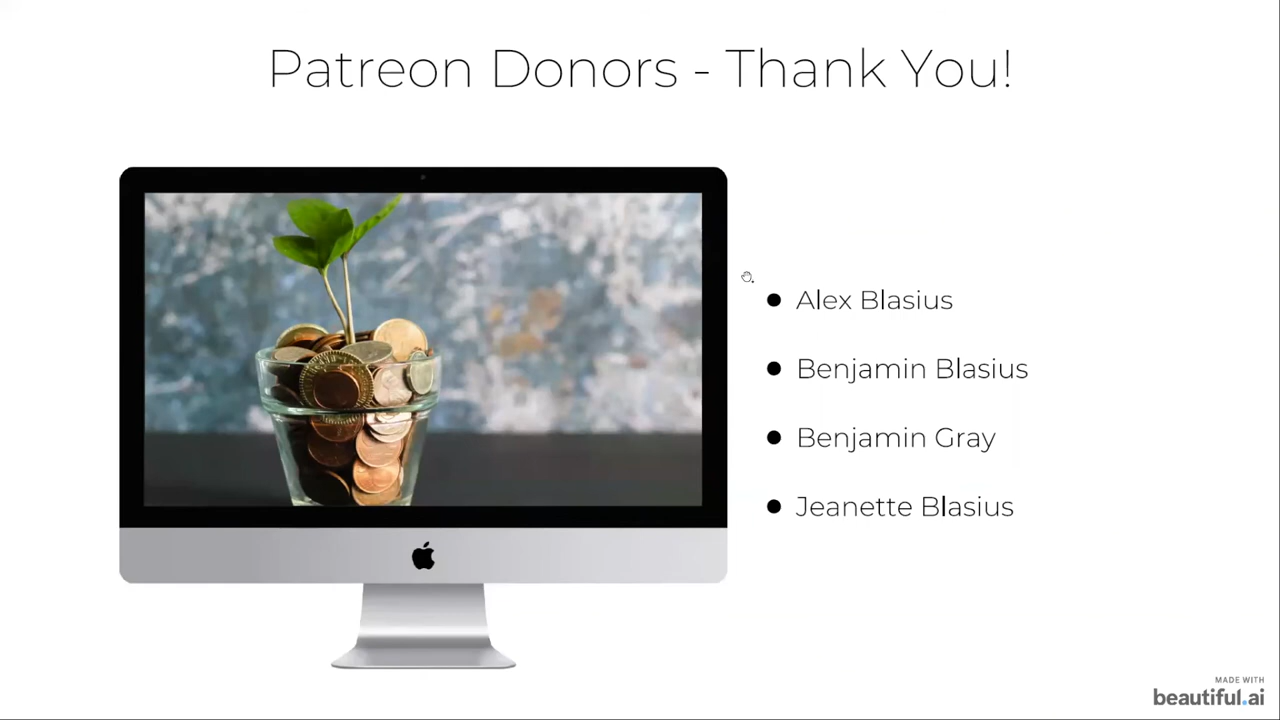 Patreon Donors - Thank You!
Alex Blasius
Benjamin Blasius
Benjamin Gray
Jeanette Blasius
MADE WITH
beautiful.ai